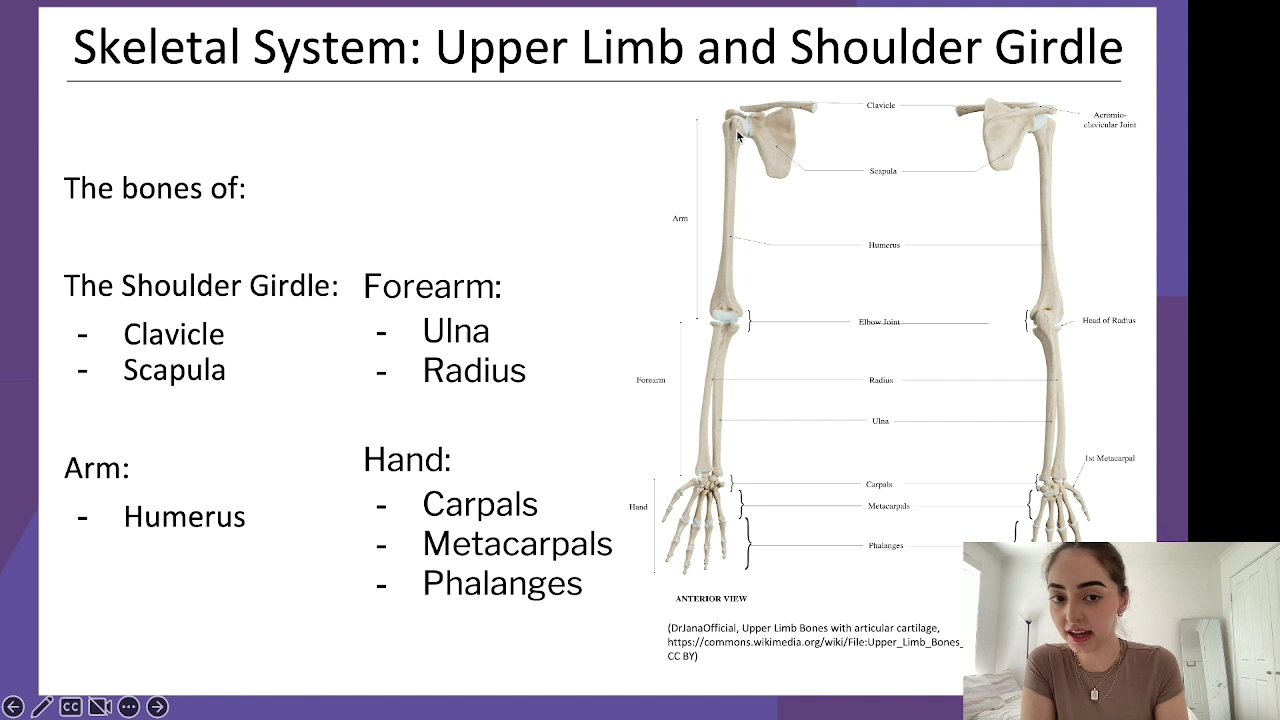 Skeletal System: Upper Limb and Shoulder Girdle
The bones of:
The Shoulder Girdle:
- Clavicle
- Scapula
Arm:
- Humerus
Forearm:
- Ulna
- Radius
Hand:
- Carpals
- Metacarpals
- Phalanges
Clavicle
Acromio-
clavicular Joint
Scapula
Arm
Humerus
Elbow Joint
Head of Radius
Forearm
Radius
Ulna
1st Metacarpal
Carpals
Hand
Metacarpals
Phalanges
ANTERIOR VIEW
(DrJanaOfficial, Upper Limb Bones with articular cartilage,
https://commons.wikimedia.org/wiki/File:Upper_Limb_Bones_
CC BY)
CC